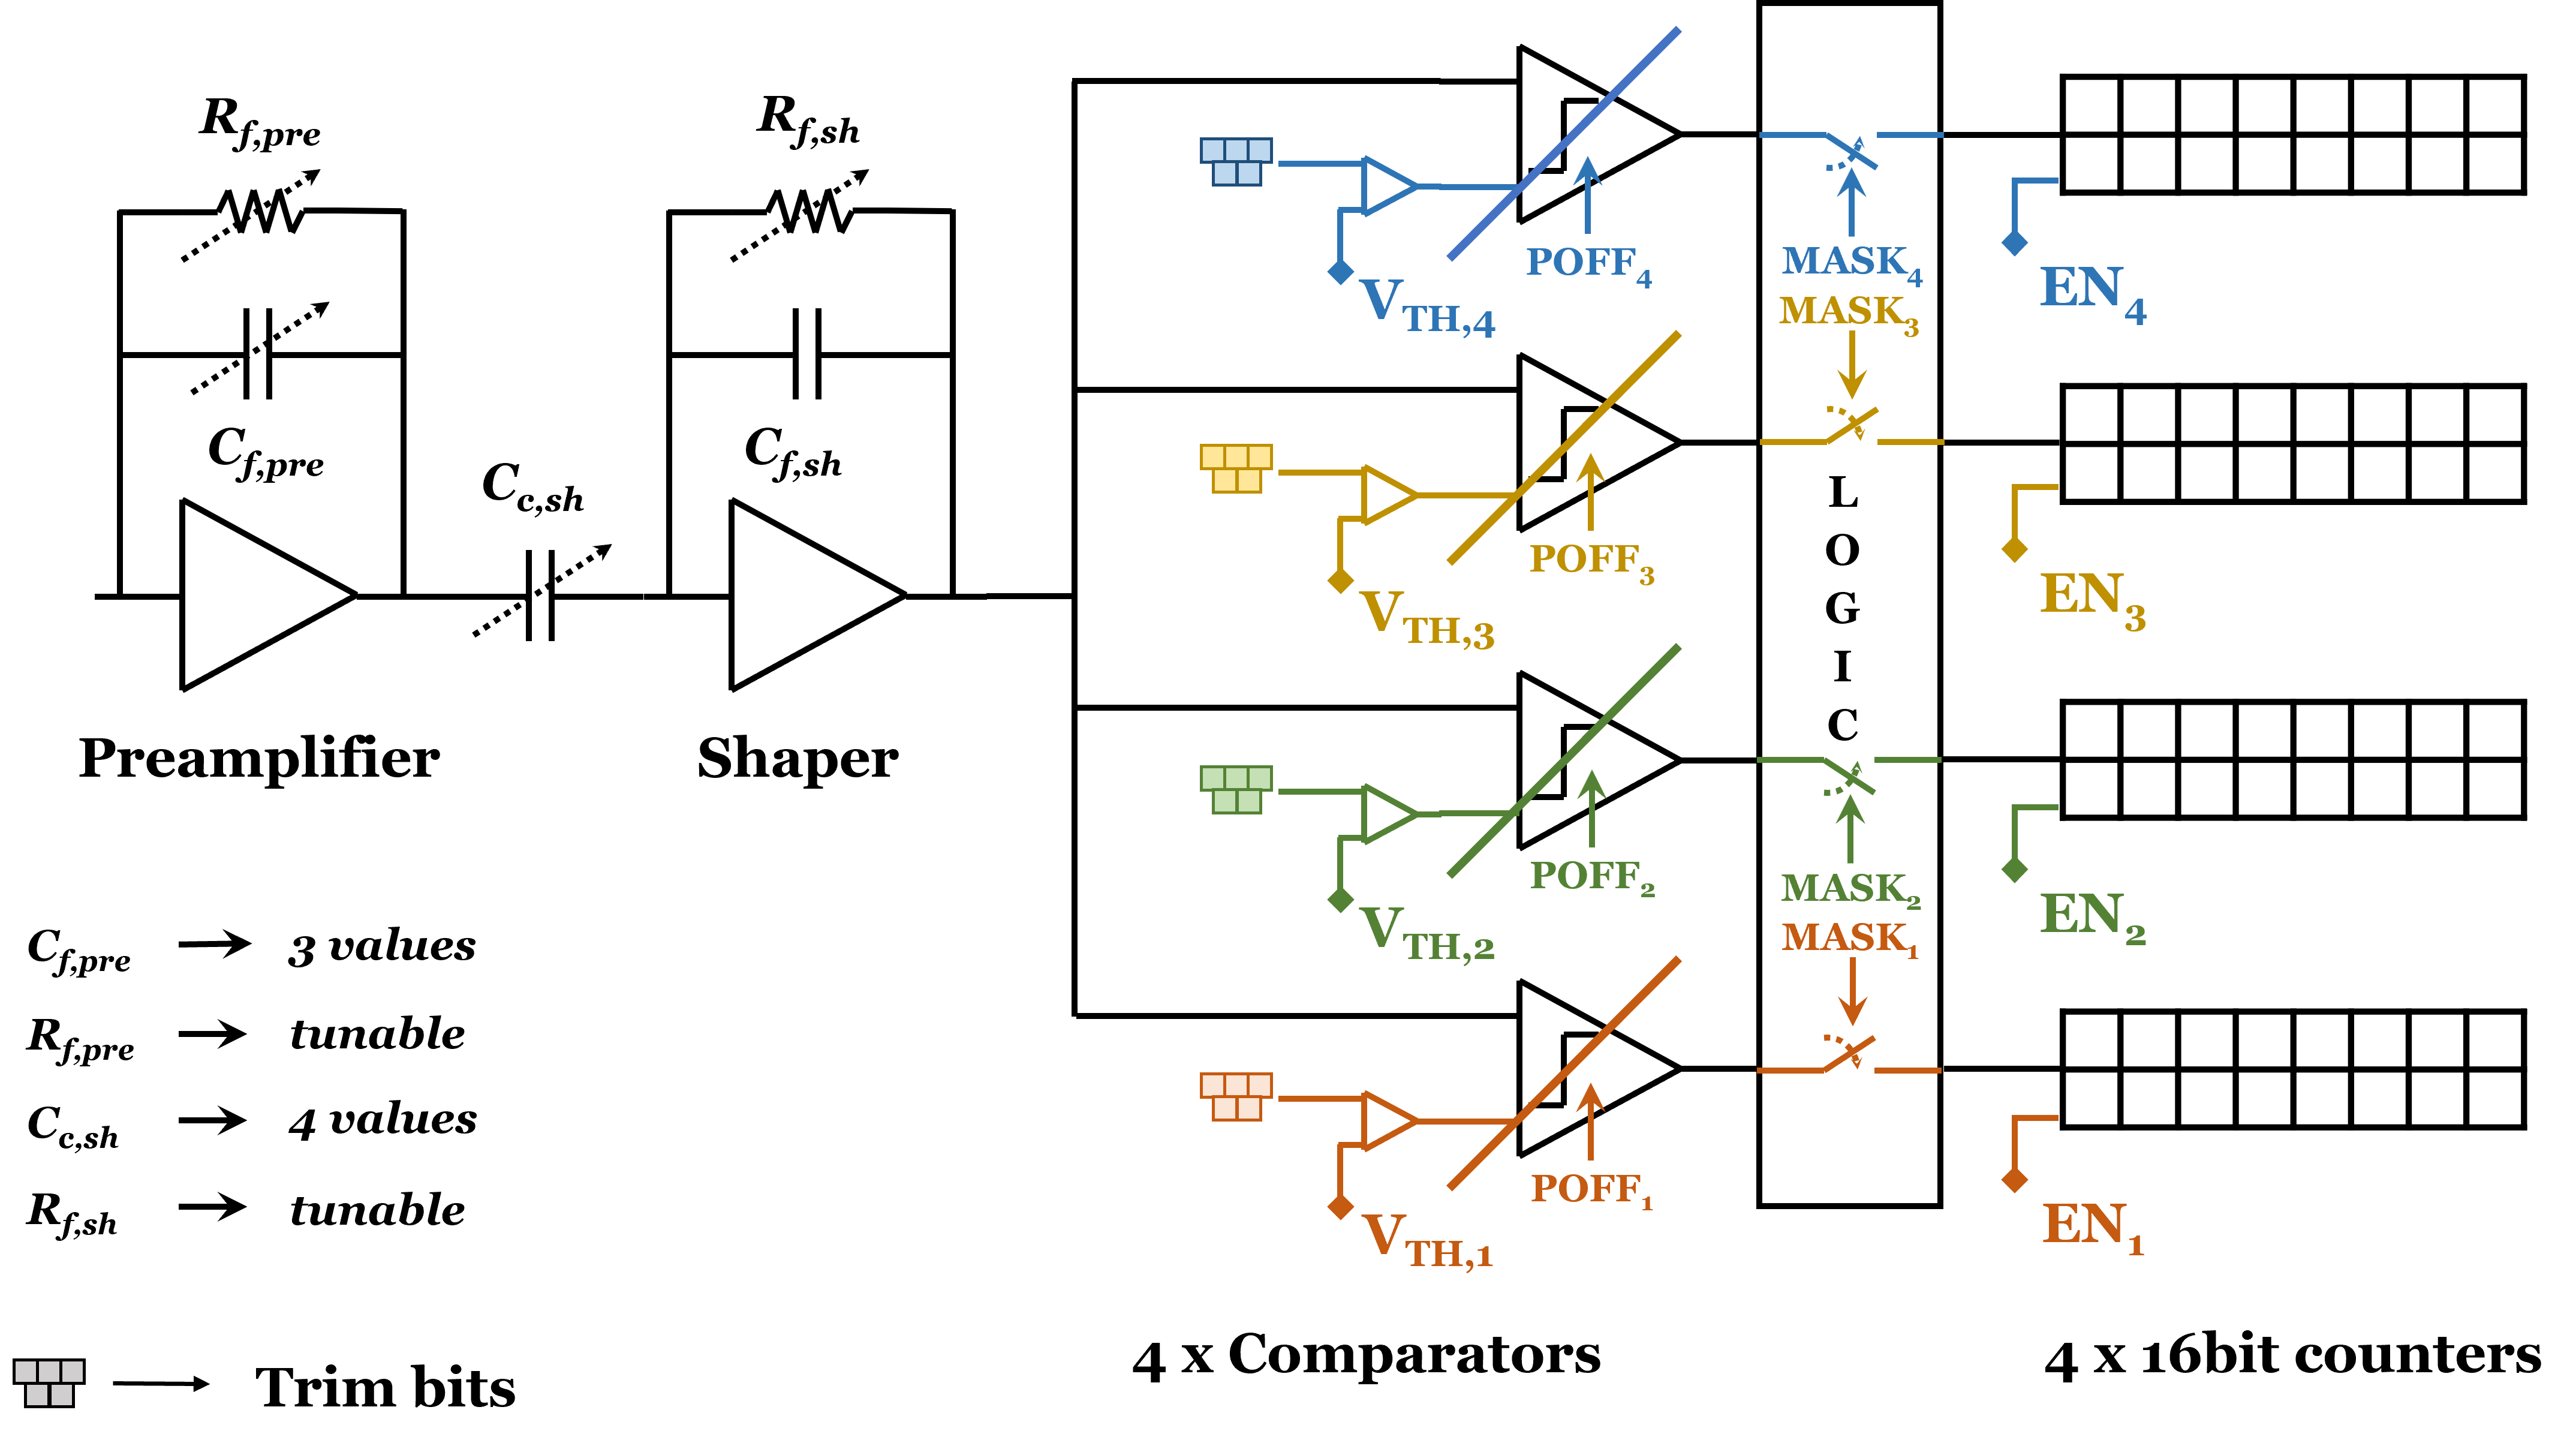 R_f,pre
C_f,pre
C_c,sh
Preamplifier
R_f,sh
C_f,sh
Shaper
V_TH,4
POFF_4
MASK_4
EN_4
MASK_3
V_TH,3
POFF_3
EN_3
L
O
G
I
C
V_TH,2
POFF_2
MASK_2
EN_2
MASK_1
V_TH,1
POFF_1
EN_1
C_f,pre → 3 values
R_f,pre → tunable
C_c,sh → 4 values
R_f,sh → tunable
→ Trim bits
4 x Comparators
4 x 16bit counters